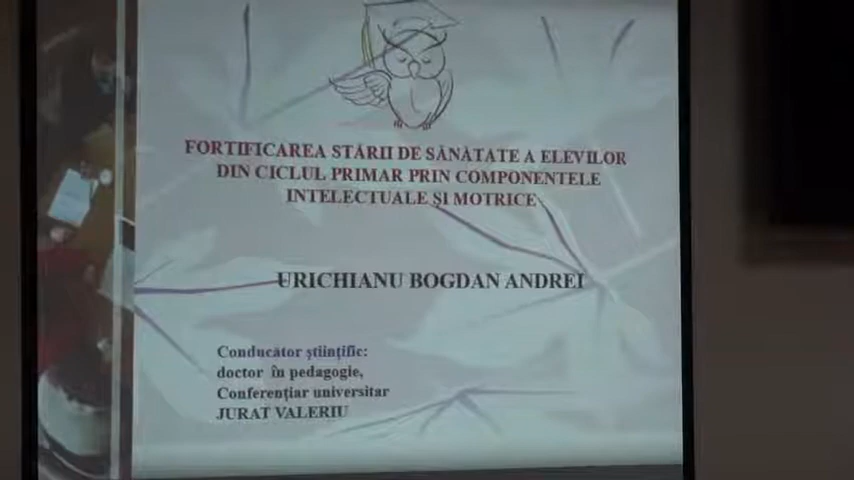 FORTIFICAREA STĂRII DE SĂNĂTATE A ELEVILOR
DIN CICLUL PRIMAR PRIN COMPONENTELE
INTELECTUALE ȘI MOTRICE
URICHIANU BOGDAN ANDREI
Conducător științific:
doctor în pedagogie,
Conferențiar universitar
JURAT VALERIU